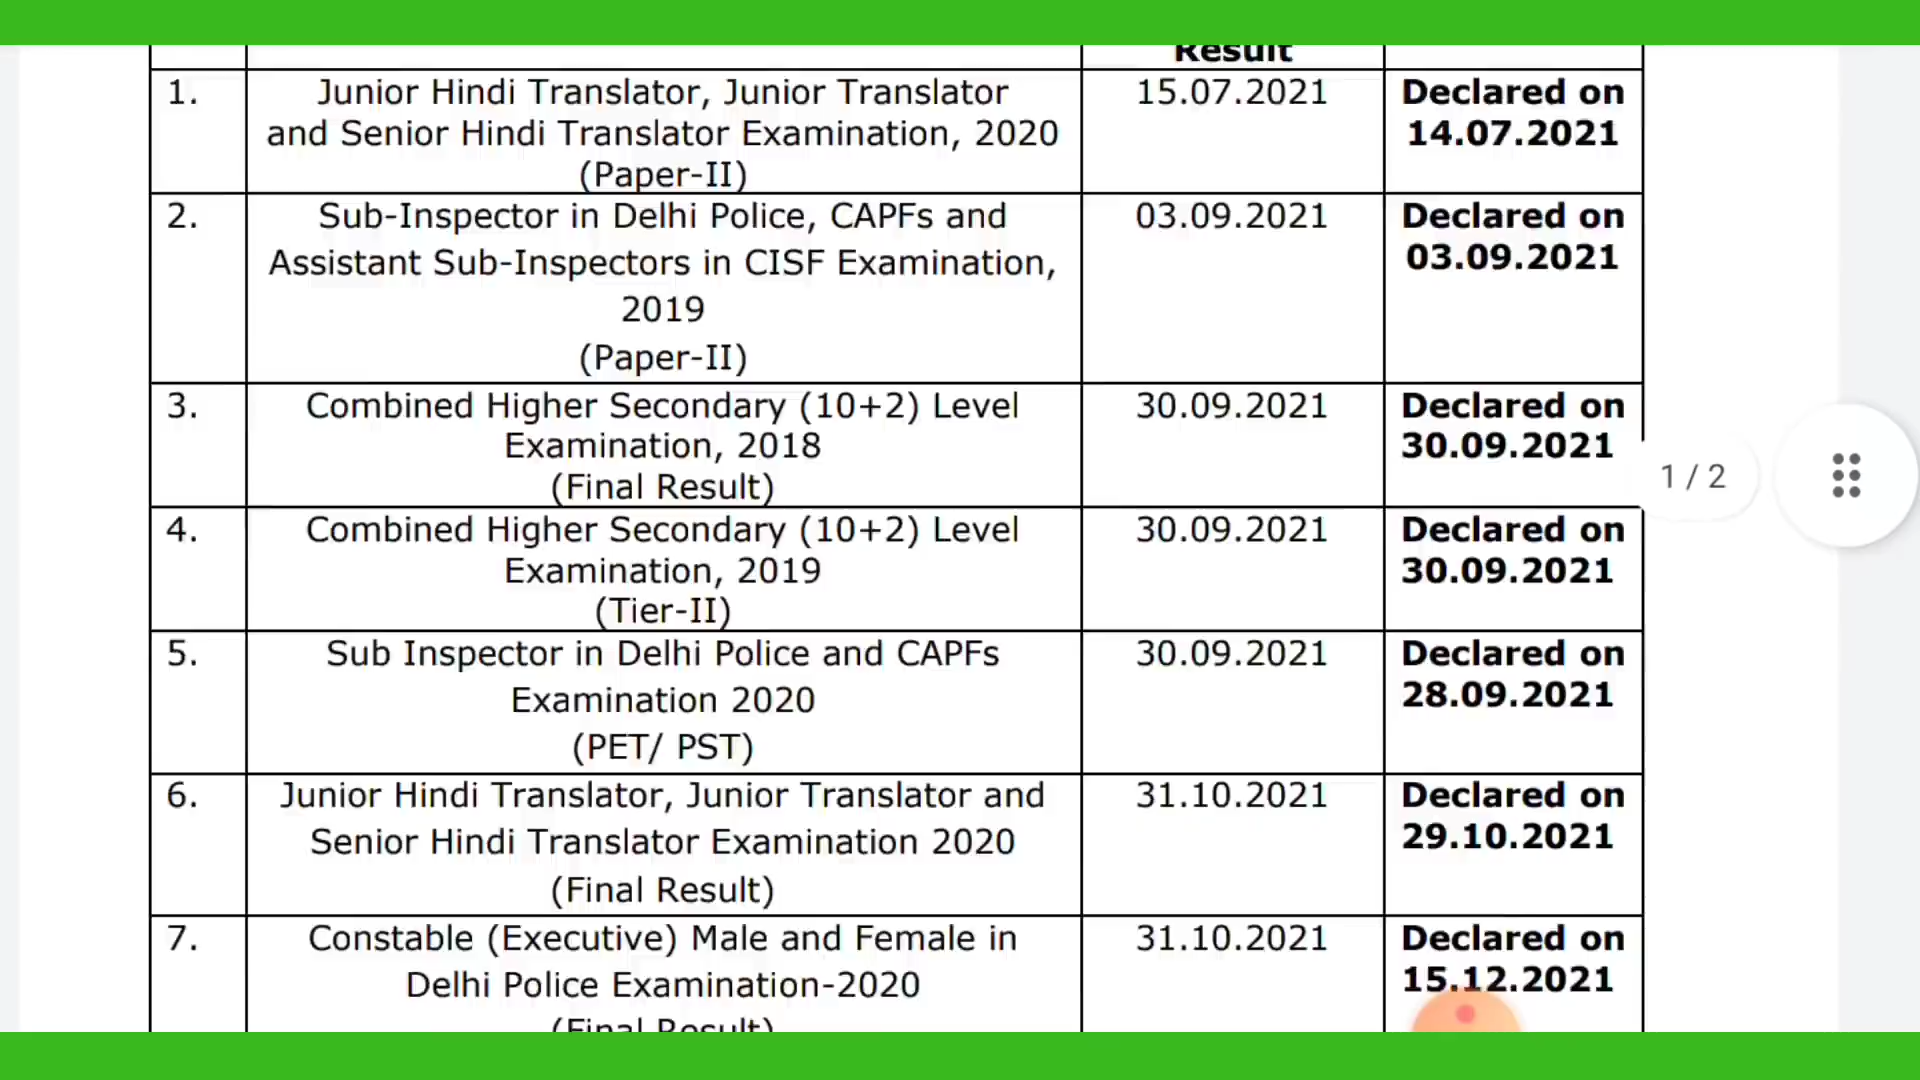 Result
1.
Junior Hindi Translator, Junior Translator
and Senior Hindi Translator Examination, 2020
(Paper-II)
15.07.2021
Declared on
14.07.2021
2.
Sub-Inspector in Delhi Police, CAPFs and
Assistant Sub-Inspectors in CISF Examination,
2019
(Paper-II)
03.09.2021
Declared on
03.09.2021
3.
Combined Higher Secondary (10+2) Level
Examination, 2018
(Final Result)
30.09.2021
Declared on
30.09.2021
4.
Combined Higher Secondary (10+2) Level
Examination, 2019
(Tier-II)
30.09.2021
Declared on
30.09.2021
5.
Sub Inspector in Delhi Police and CAPFs
Examination 2020
(PET/ PST)
30.09.2021
Declared on
28.09.2021
6.
Junior Hindi Translator, Junior Translator and
Senior Hindi Translator Examination 2020
(Final Result)
31.10.2021
Declared on
29.10.2021
7.
Constable (Executive) Male and Female in
Delhi Police Examination-2020
(Final Result)
31.10.2021
Declared on
15.12.2021
1 / 2